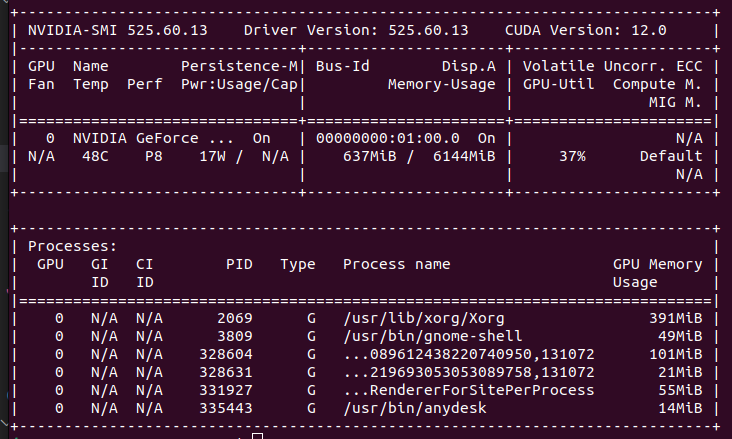 NVIDIA-SMI 525.60.13    Driver Version: 525.60.13    CUDA Version: 12.0
GPU  Name        Persistence-M| Bus-Id        Disp.A | Volatile Uncorr. ECC
Fan  Temp  Perf  Pwr:Usage/Cap|         Memory-Usage | GPU-Util  Compute M.
MIG M.
0  NVIDIA GeForce ...  On   | 00000000:01:00.0  On |                  N/A
N/A   48C    P8    17W /  N/A |    637MiB /  6144MiB |     37%      Default
N/A
Processes:
GPU   GI   CI        PID   Type   Process name                  GPU Memory
ID   ID                                                   Usage
0   N/A  N/A      2069      G   /usr/lib/xorg/Xorg                391MiB
0   N/A  N/A      3809      G   /usr/bin/gnome-shell               49MiB
0   N/A  N/A    328604      G   ...089612438220740950,131072      101MiB
0   N/A  N/A    328631      G   ...219693053053089758,131072       21MiB
0   N/A  N/A    331927      G   ...RendererForSitePerProcess       55MiB
0   N/A  N/A    335443      G   /usr/bin/anydesk                   14MiB